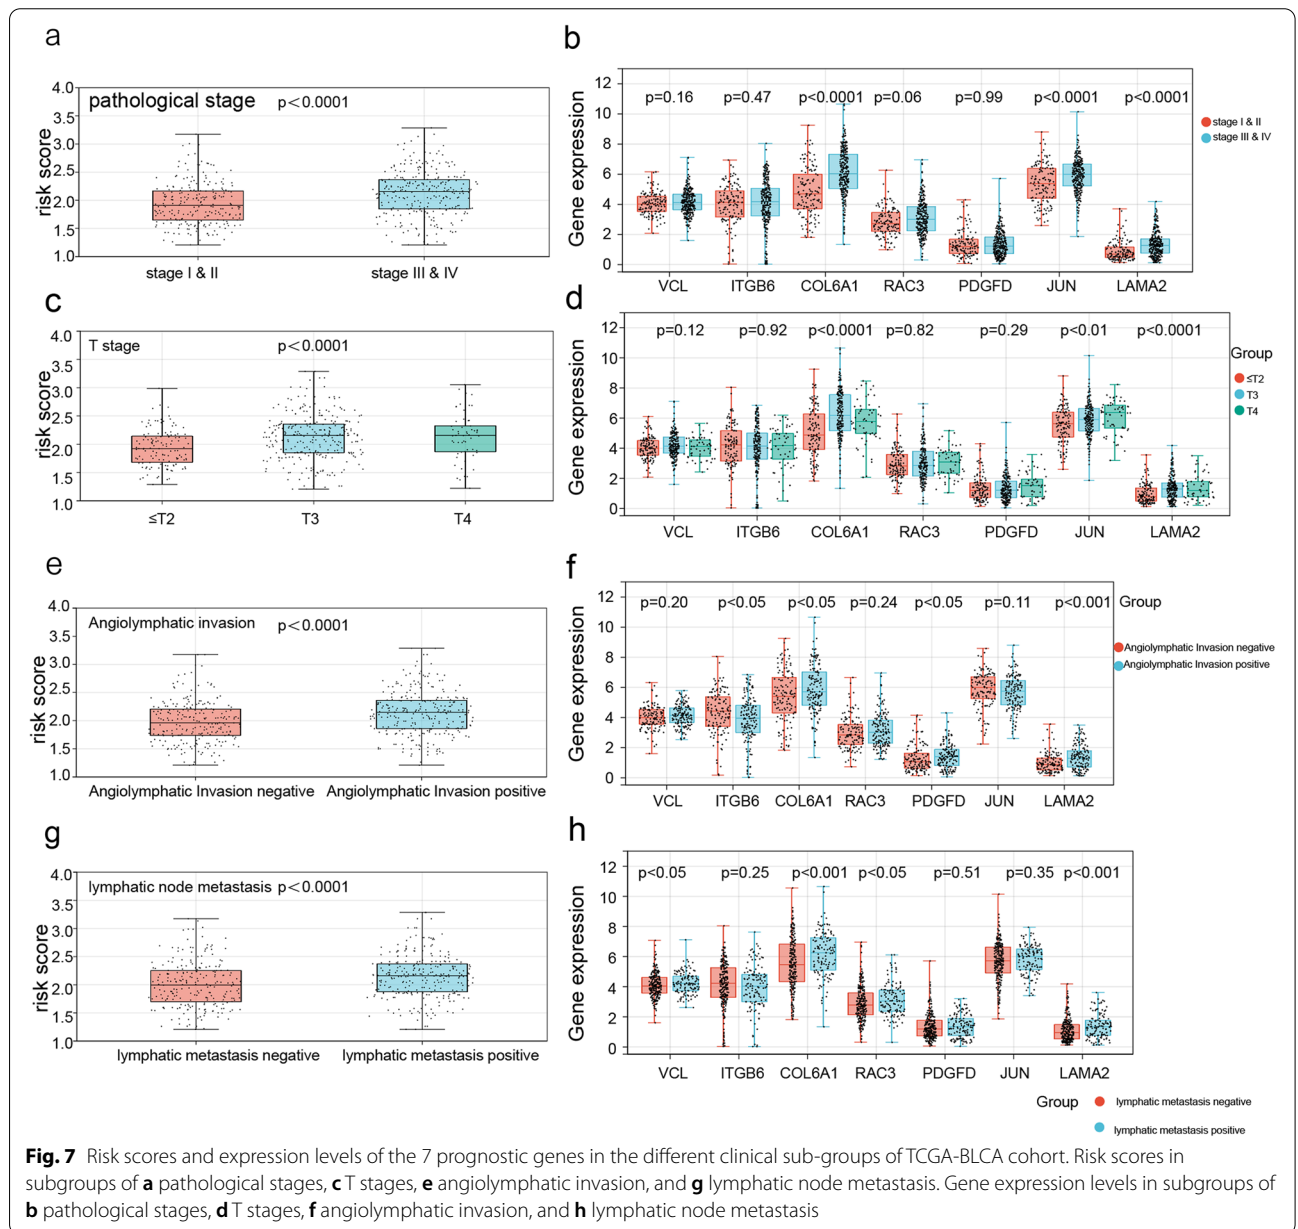 a
4.0
3.5
3.0
2.5
2.0
1.5
1.0
risk score
pathological stage p<0.0001
stage I & II stage III & IV
b
12
10
8
6
4
2
0
Gene expression
p=0.16 p=0.47 p<0.0001 p=0.06 p=0.99 p<0.0001 p<0.0001
VCL ITGB6 COL6A1 RAC3 PDGFD JUN LAMA2
stage I & II
stage III & IV
c
4.0
3.5
3.0
2.5
2.0
1.5
1.0
risk score
T stage p<0.0001
≤T2 T3 T4
d
12
10
8
6
4
2
0
Gene expression
p=0.12 p=0.92 p<0.0001 p=0.82 p=0.29 p<0.01 p<0.0001
VCL ITGB6 COL6A1 RAC3 PDGFD JUN LAMA2
Group
≤T2
T3
T4
e
4.0
3.5
3.0
2.5
2.0
1.5
1.0
risk score
Angiolymphatic invasion p<0.0001
Angiolymphatic Invasion negative Angiolymphatic Invasion positive
f
12
10
8
6
4
2
0
Gene expression
p=0.20 p<0.05 p<0.05 p=0.24 p<0.05 p=0.11 p<0.001
VCL ITGB6 COL6A1 RAC3 PDGFD JUN LAMA2
Group
Angiolymphatic Invasion negative
Angiolymphatic Invasion positive
g
4.0
3.5
3.0
2.5
2.0
1.5
1.0
risk score
lymphatic node metastasis p<0.0001
lymphatic metastasis negative lymphatic metastasis positive
h
12
10
8
6
4
2
0
Gene expression
p<0.05 p=0.25 p<0.001 p<0.05 p=0.51 p=0.35 p<0.001
VCL ITGB6 COL6A1 RAC3 PDGFD JUN LAMA2
Group lymphatic metastasis negative
lymphatic metastasis positive
Fig. 7 Risk scores and expression levels of the 7 prognostic genes in the different clinical sub-groups of TCGA-BLCA cohort. Risk scores in
subgroups of a pathological stages, c T stages, e angiolymphatic invasion, and g lymphatic node metastasis. Gene expression levels in subgroups of
b pathological stages, d T stages, f angiolymphatic invasion, and h lymphatic node metastasis